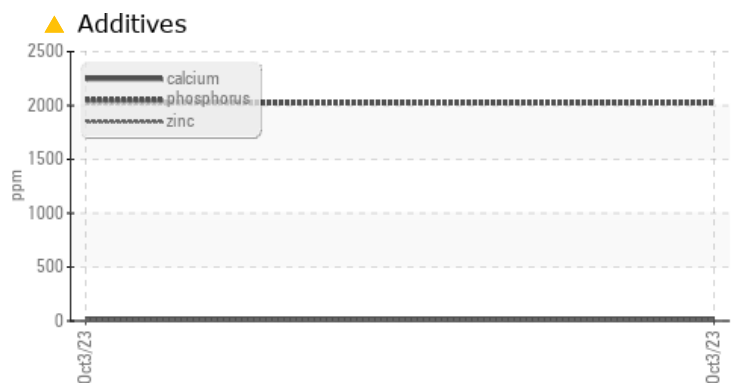 Additives
2500
2000
1500
1000
500
0
ppm
calcium
phosphorus
zinc
Oct3/23
Oct3/23